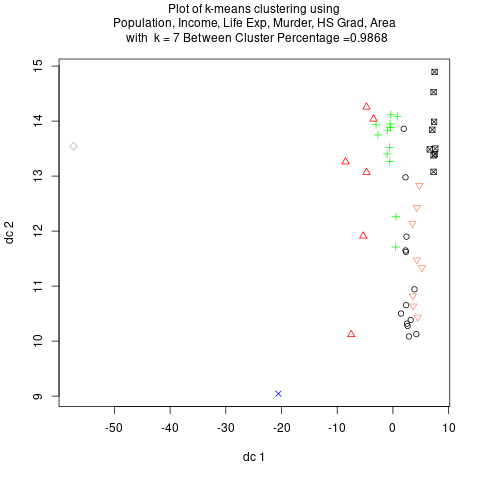 Plot of k-means clustering using
Population, Income, Life Exp, Murder, HS Grad, Area
with k = 7 Between Cluster Percentage =0.9868
15
14
13
12
11
10
9
dc 2
-50 -40 -30 -20 -10 0 10
dc 1